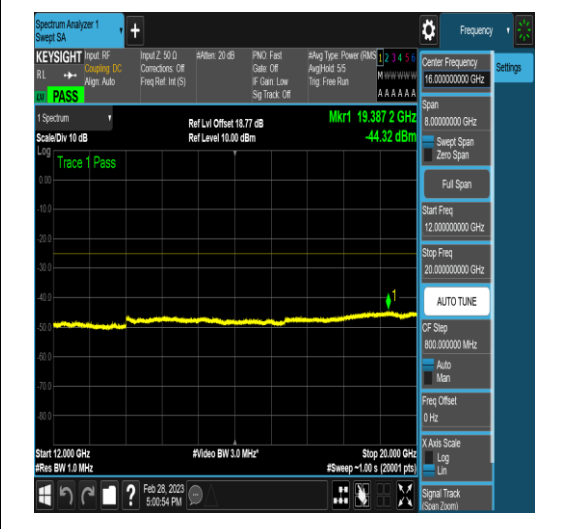 Spectrum Analyzer 1
Swept SA
Frequency
KEYSIGHT
RL
PASS
Input: RF
Coupling: DC
Align: Auto
Input Z: 50 Ω
Corrections: Off
Freq Ref: Int (S)
#Atten: 20 dB
PNO: Fast
Gate: Off
IF Gain: Low
Sig Track: Off
#Avg Type: Power (RMS
Avg|Hold: 5/5
Trig: Free Run
1 2 3 4 5 6
M W W W W W
A A A A A A
1 Spectrum
Scale/Div 10 dB
Ref Lvl Offset 18.77 dB
Ref Level 10.00 dBm
Mkr1 19.387 2 GHz
-44.32 dBm
Log
Trace 1 Pass
0.00
-10.0
-20.0
-30.0
-40.0
-50.0
-60.0
-70.0
-80.0
1
Start 12.000 GHz
#Res BW 1.0 MHz
#Video BW 3.0 MHz*
Stop 20.000 GHz
#Sweep ~1.00 s (20001 pts)
Feb 28, 2023
5:00:54 PM
Center Frequency
16.000000000 GHz
Settings
Span
8.00000000 GHz
Swept Span
Zero Span
Full Span
Start Freq
12.000000000 GHz
Stop Freq
20.000000000 GHz
AUTO TUNE
CF Step
800.000000 MHz
Auto
Man
Freq Offset
0 Hz
X Axis Scale
Log
Lin
Signal Track
(Span Zoom)